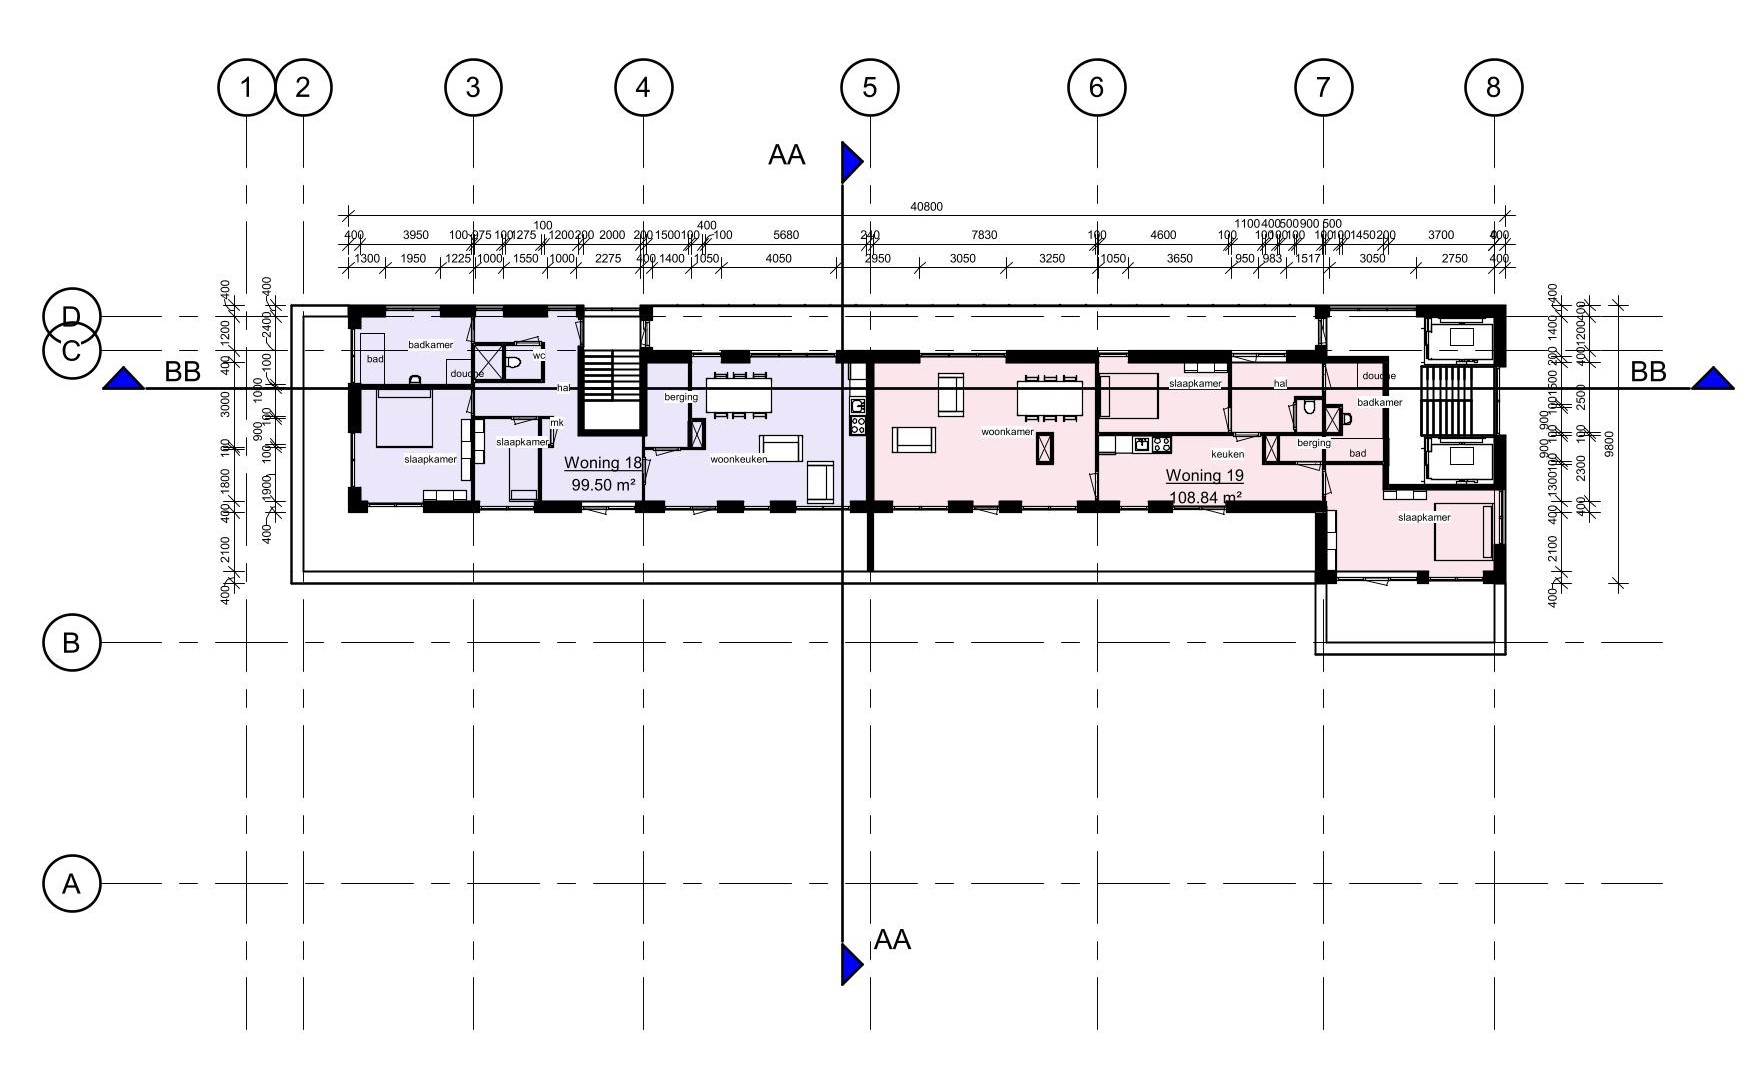 1 2 3 4 5 6 7 8
AA
40800
400 3950 100 975 100 1275 100 1200 200 2000 200 1500 100 400 100 5680 240 7830 100 4600 100 1100 100 400 100 500 100 900 100 500 100 1450 200 3700 400
1300 1950 1225 1000 1550 1000 2275 400 1400 1050 4050 2950 3050 3250 1050 3650 950 983 1517 3050 2750 400
D
C
B
A
BB
BB
400 1200 400 3000 100 1800 400 2100 400
400 2400 100 1000 100 900 100 1900 400
badkamer
bad
douche
wc
hal
mk
slaapkamer
slaapkamer
berging
woonkeuken
Woning 18
99.50 m²
woonkamer
slaapkamer
hal
keuken
berging
Woning 19
108.84 m²
douche
badkamer
bad
slaapkamer
400 1400 200 1500 100 900 900 100 1300 400 2100 400
400 1200 400 2500 100 2300 400
9800
AA